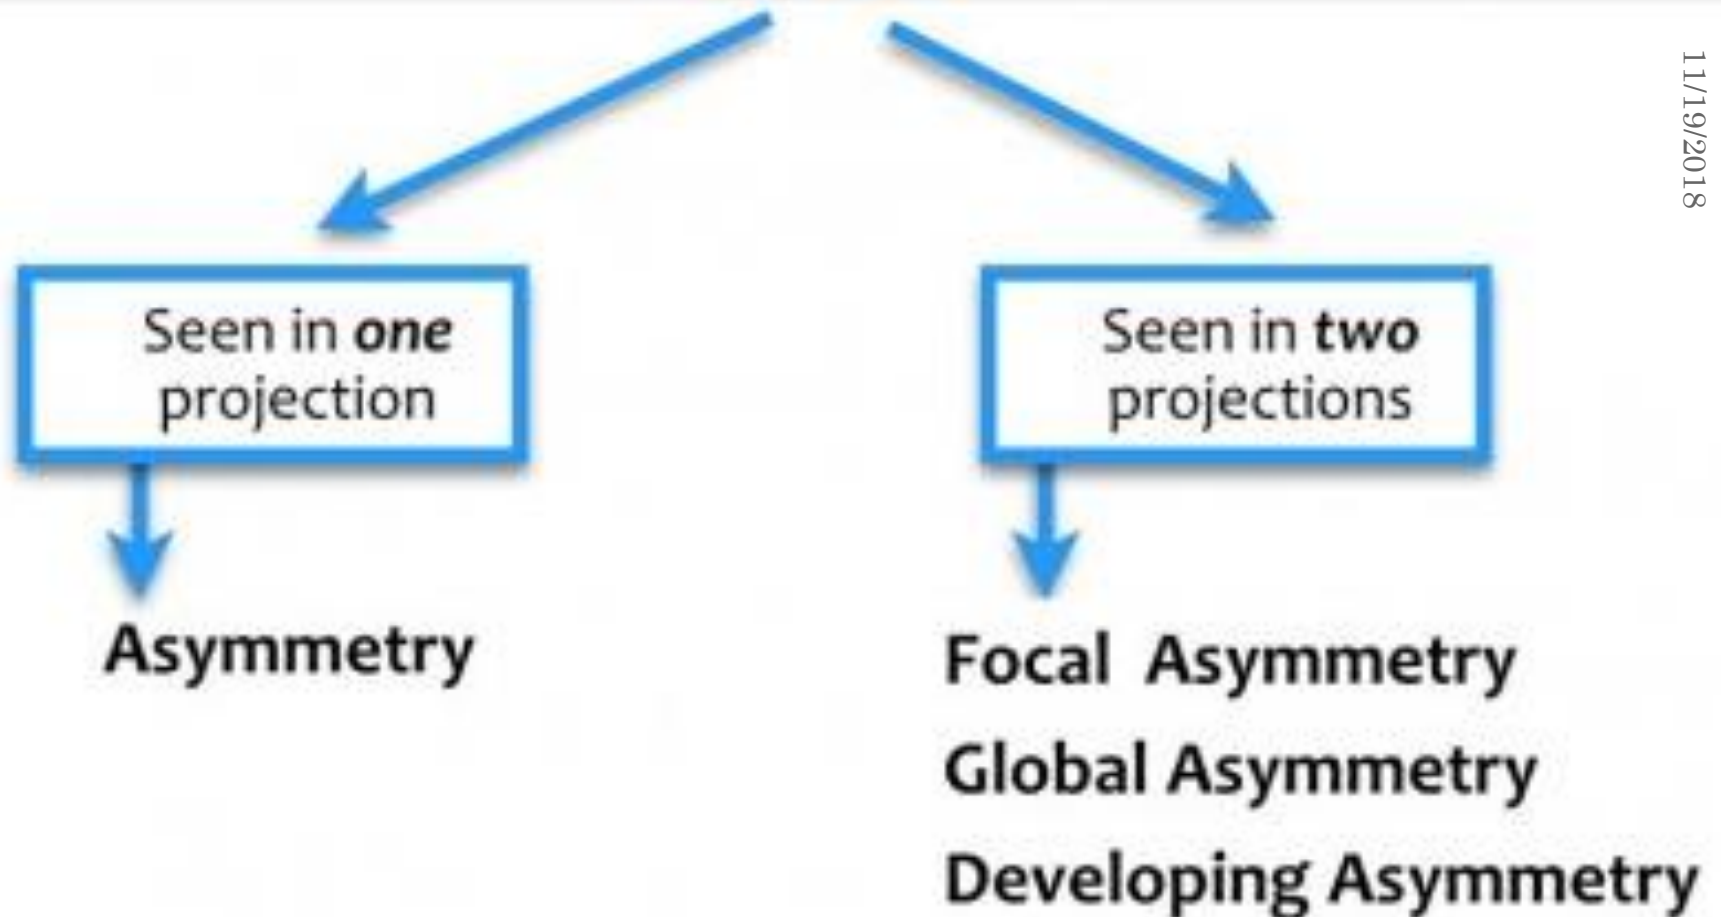 11/19/2018
Seen in one
projection
Seen in two
projections
Asymmetry
Focal Asymmetry
Global Asymmetry
Developing Asymmetry